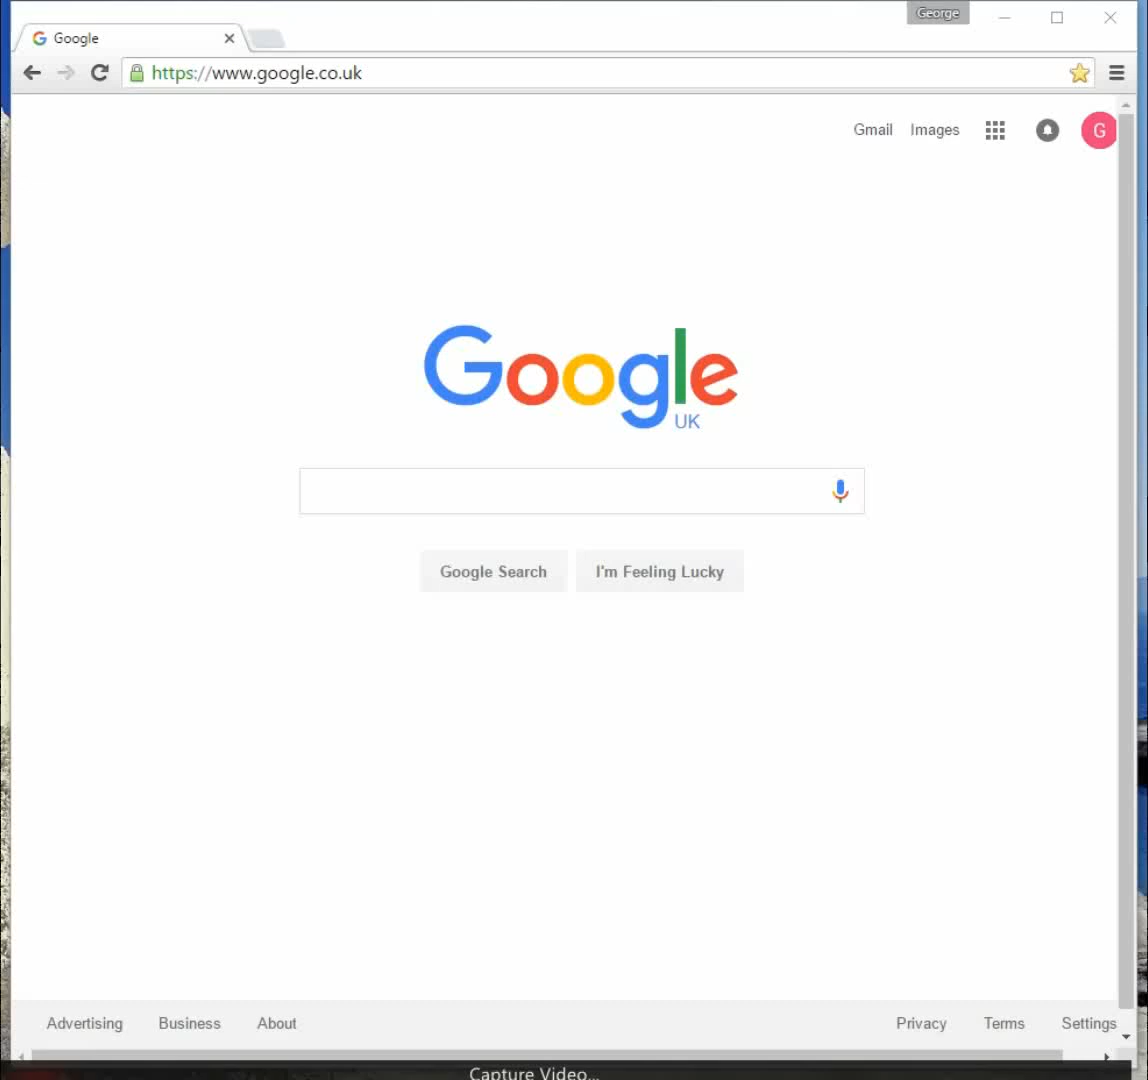 George
Google
https://www.google.co.uk
Gmail Images
G
Google
UK
Google Search I'm Feeling Lucky
Advertising Business About Privacy Terms Settings
Capture Video...